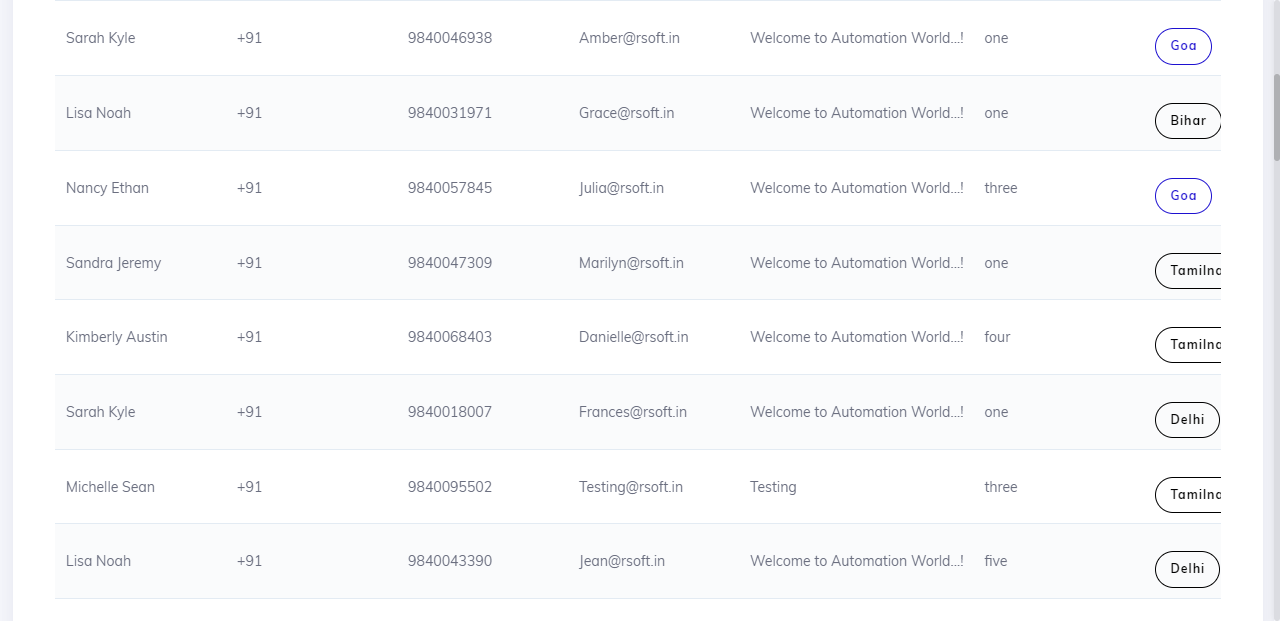 Sarah Kyle +91 9840046938 Amber@rsoft.in Welcome to Automation World...! one Goa
Lisa Noah +91 9840031971 Grace@rsoft.in Welcome to Automation World...! one Bihar
Nancy Ethan +91 9840057845 Julia@rsoft.in Welcome to Automation World...! three Goa
Sandra Jeremy +91 9840047309 Marilyn@rsoft.in Welcome to Automation World...! one Tamilna
Kimberly Austin +91 9840068403 Danielle@rsoft.in Welcome to Automation World...! four Tamilna
Sarah Kyle +91 9840018007 Frances@rsoft.in Welcome to Automation World...! one Delhi
Michelle Sean +91 9840095502 Testing@rsoft.in Testing three Tamilna
Lisa Noah +91 9840043390 Jean@rsoft.in Welcome to Automation World...! five Delhi